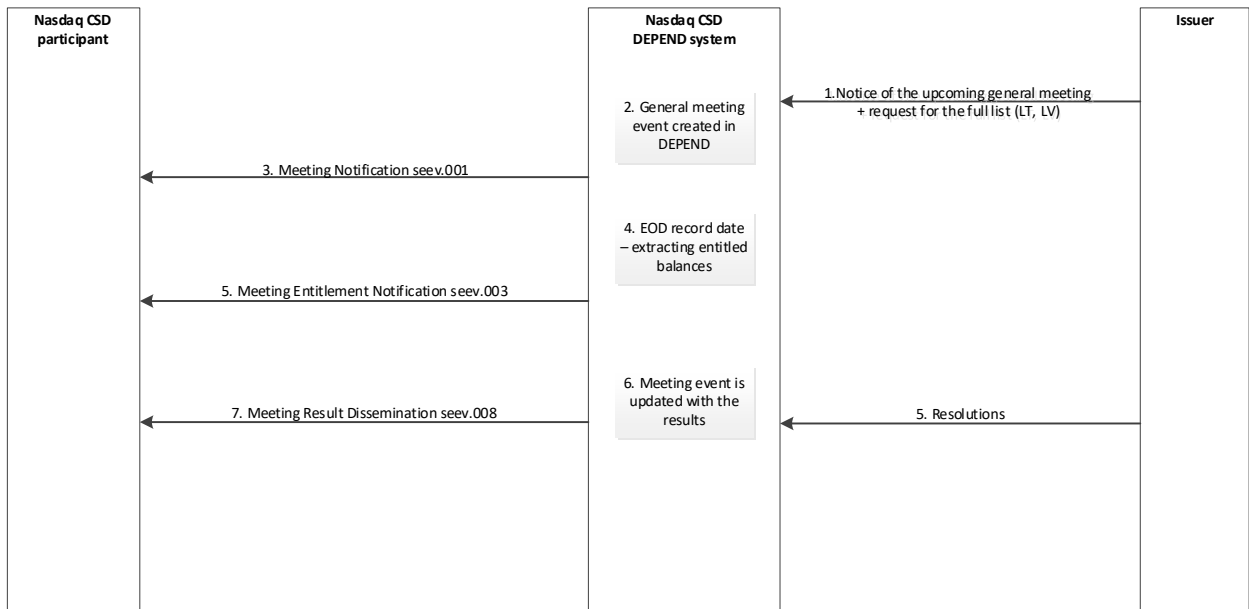 Nasdaq CSD
participant
Nasdaq CSD
DEPEND system
Issuer
1.Notice of the upcoming general meeting
+ request for the full list (LT, LV)
2. General meeting
event created in
DEPEND
3. Meeting Notification seev.001
4. EOD record date
– extracting entitled
balances
5. Meeting Entitlement Notification seev.003
6. Meeting event is
updated with the
results
7. Meeting Result Dissemination seev.008
5. Resolutions